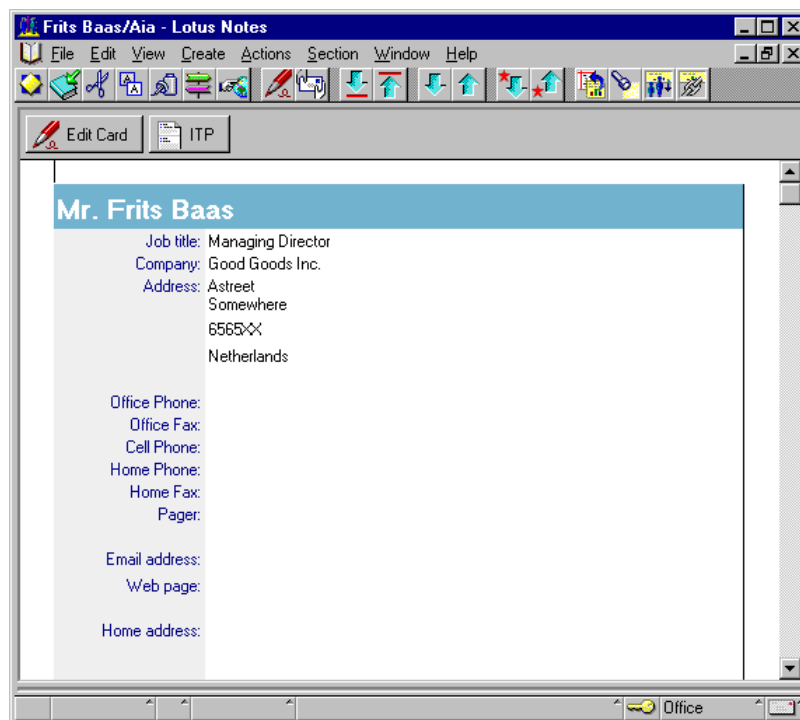 Frits Baas/Aia - Lotus Notes
File Edit View Create Actions Section Window Help
Edit Card ITP
Mr. Frits Baas
Job title: Managing Director
Company: Good Goods Inc.
Address: Astreet
Somewhere
6565XX
Netherlands
Office Phone:
Office Fax:
Cell Phone:
Home Phone:
Home Fax:
Pager:
Email address:
Web page:
Home address:
Office